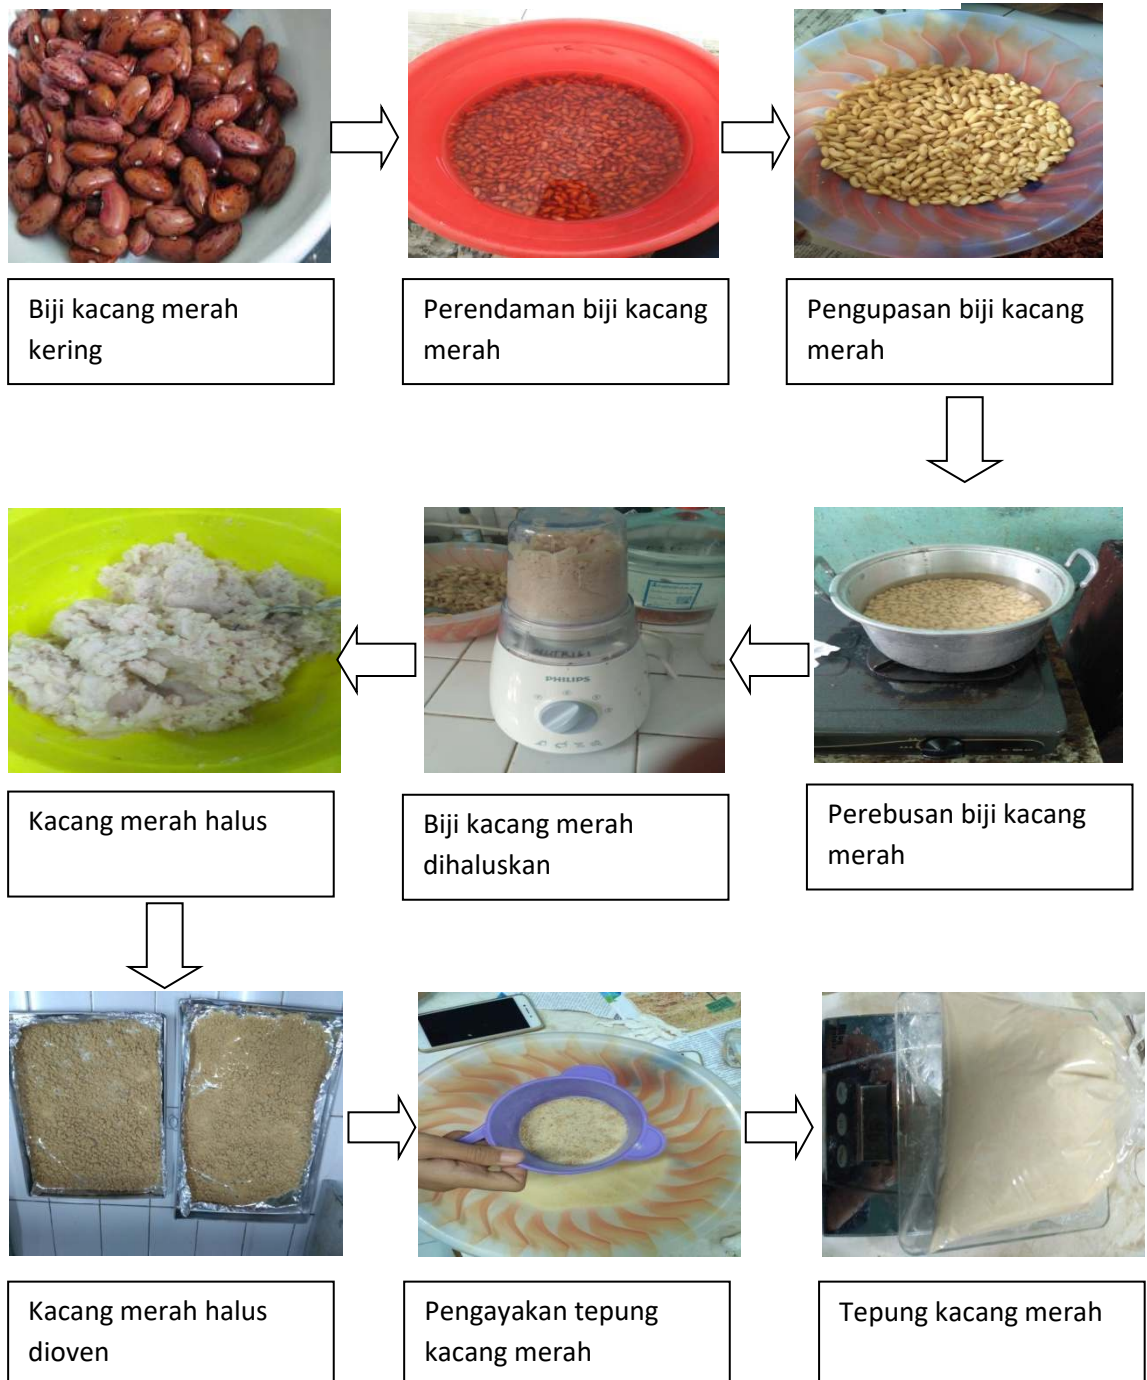 Biji kacang merah
kering
Perendaman biji kacang
merah
Pengupasan biji kacang
merah
Perebusan biji kacang
merah
PHILIPS
Biji kacang merah
dihaluskan
Kacang merah halus
Kacang merah halus
dioven
Pengayakan tepung
kacang merah
Tepung kacang merah